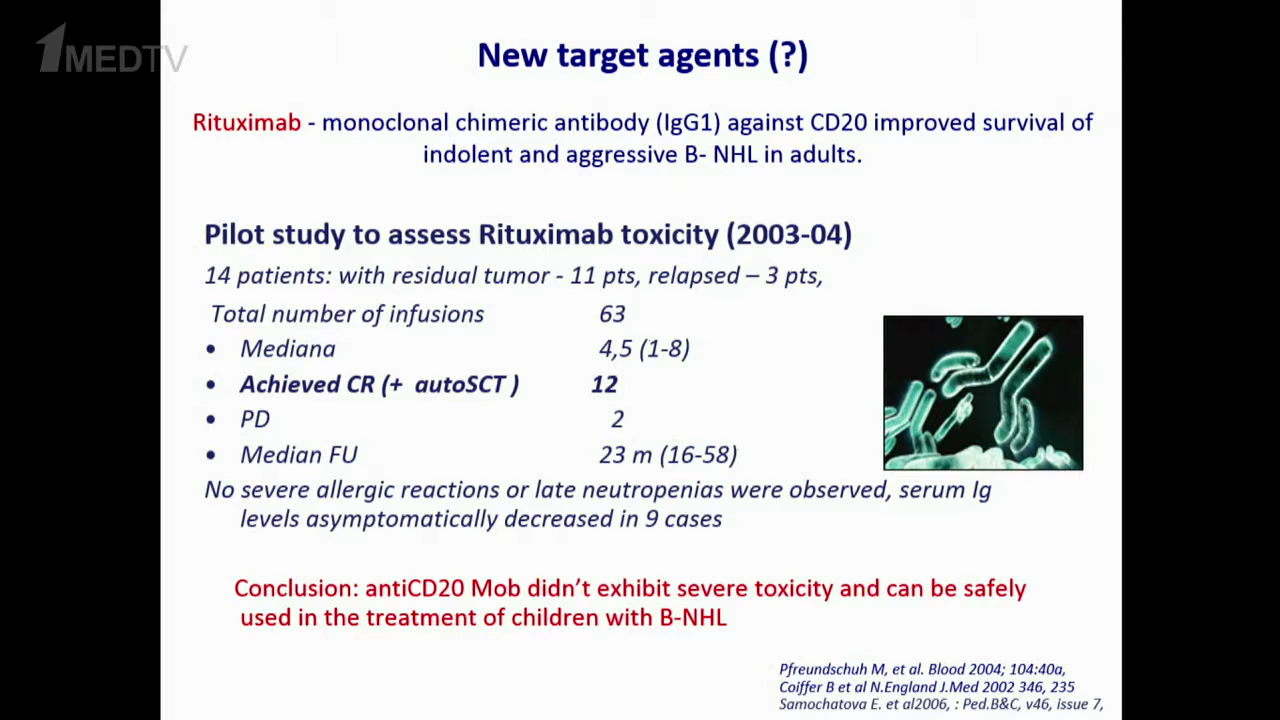 1MEDTV
New target agents (?)
Rituximab - monoclonal chimeric antibody (IgG1) against CD20 improved survival of
indolent and aggressive B- NHL in adults.
Pilot study to assess Rituximab toxicity (2003-04)
14 patients: with residual tumor - 11 pts, relapsed – 3 pts,
Total number of infusions 63
• Mediana 4,5 (1-8)
• Achieved CR (+ autoSCT ) 12
• PD 2
• Median FU 23 m (16-58)
No severe allergic reactions or late neutropenias were observed, serum Ig
levels asymptomatically decreased in 9 cases
Conclusion: antiCD20 Mob didn’t exhibit severe toxicity and can be safely
used in the treatment of children with B-NHL
Pfreundschuh M, et al. Blood 2004; 104:40a,
Coiffer B et al N.England J.Med 2002 346, 235
Samochatova E. et al2006, : Ped.B&C, v46, issue 7,